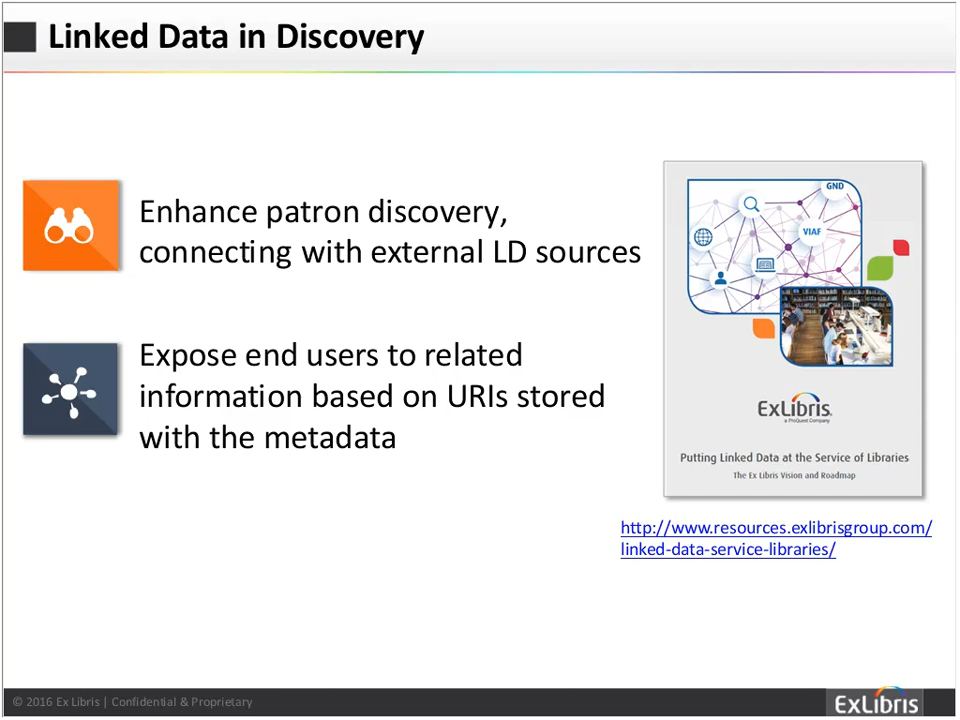 Linked Data in Discovery
Enhance patron discovery,
connecting with external LD sources
Expose end users to related
information based on URIs stored
with the metadata
GND
VIAF
ExLibris
a ProQuest Company
Putting Linked Data at the Service of Libraries
The Ex Libris Vision and Roadmap
http://www.resources.exlibrisgroup.com/
linked-data-service-libraries/
© 2016 Ex Libris | Confidential & Proprietary
ExLibris